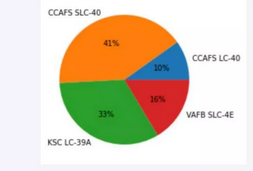 CCAFS SLC-40
41%
CCAFS LC-40
10%
16%
VAFB SLC-4E
33%
KSC LC-39A